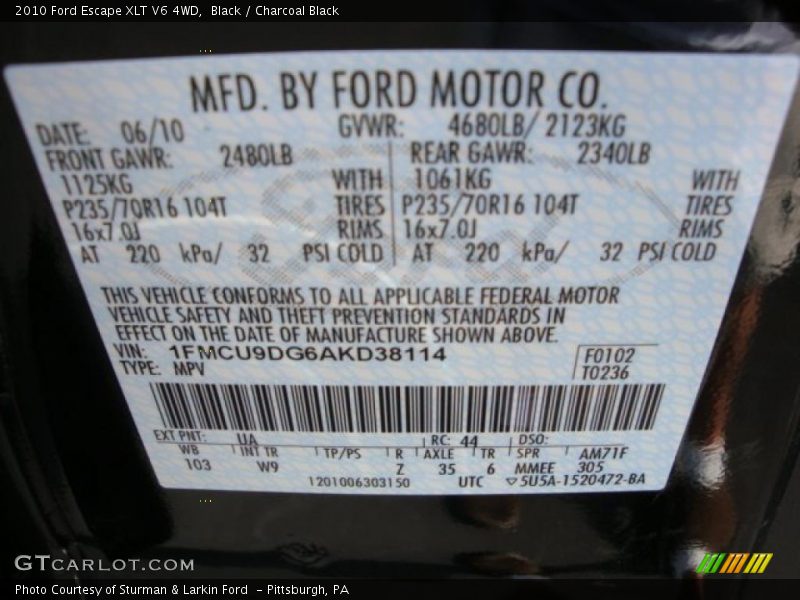 2010 Ford Escape XLT V6 4WD, Black / Charcoal Black
MFD. BY FORD MOTOR CO.
DATE: 06/10 GVWR: 4680LB/ 2123KG
FRONT GAWR: 2480LB REAR GAWR: 2340LB
1125KG WITH 1061KG WITH
P235/70R16 104T TIRES P235/70R16 104T TIRES
16x7.0J RIMS 16x7.0J RIMS
AT 220 kPa/ 32 PSI COLD AT 220 kPa/ 32 PSI COLD
THIS VEHICLE CONFORMS TO ALL APPLICABLE FEDERAL MOTOR
VEHICLE SAFETY AND THEFT PREVENTION STANDARDS IN
EFFECT ON THE DATE OF MANUFACTURE SHOWN ABOVE.
VIN: 1FMCU9DG6AKD38114 F0102
TYPE: MPV T0236
EXT PNT: UA RC: 44 DSO:
WB INT TR TP/PS R AXLE TR SPR AM71F
103 W9 Z 35 6 MMEE 305
1201006303150 UTC ▽5U5A-1520472-BA
GTCARLOT.COM
Photo Courtesy of Sturman & Larkin Ford - Pittsburgh, PA